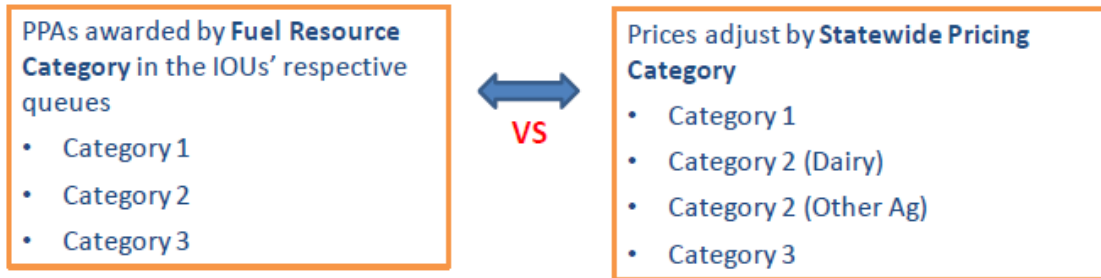 PPAs awarded by Fuel Resource
Category in the IOUs' respective
queues
• Category 1
• Category 2
• Category 3
VS
Prices adjust by Statewide Pricing
Category
• Category 1
• Category 2 (Dairy)
• Category 2 (Other Ag)
• Category 3